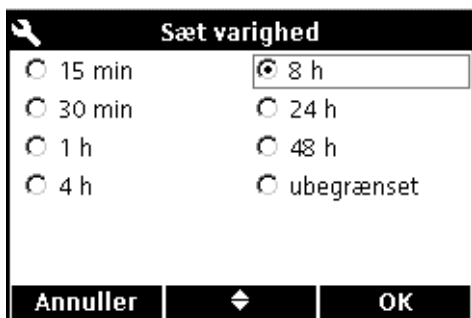 Sæt varighed
15 min
30 min
1 h
4 h
8 h
24 h
48 h
ubegrænset
Annuller
OK